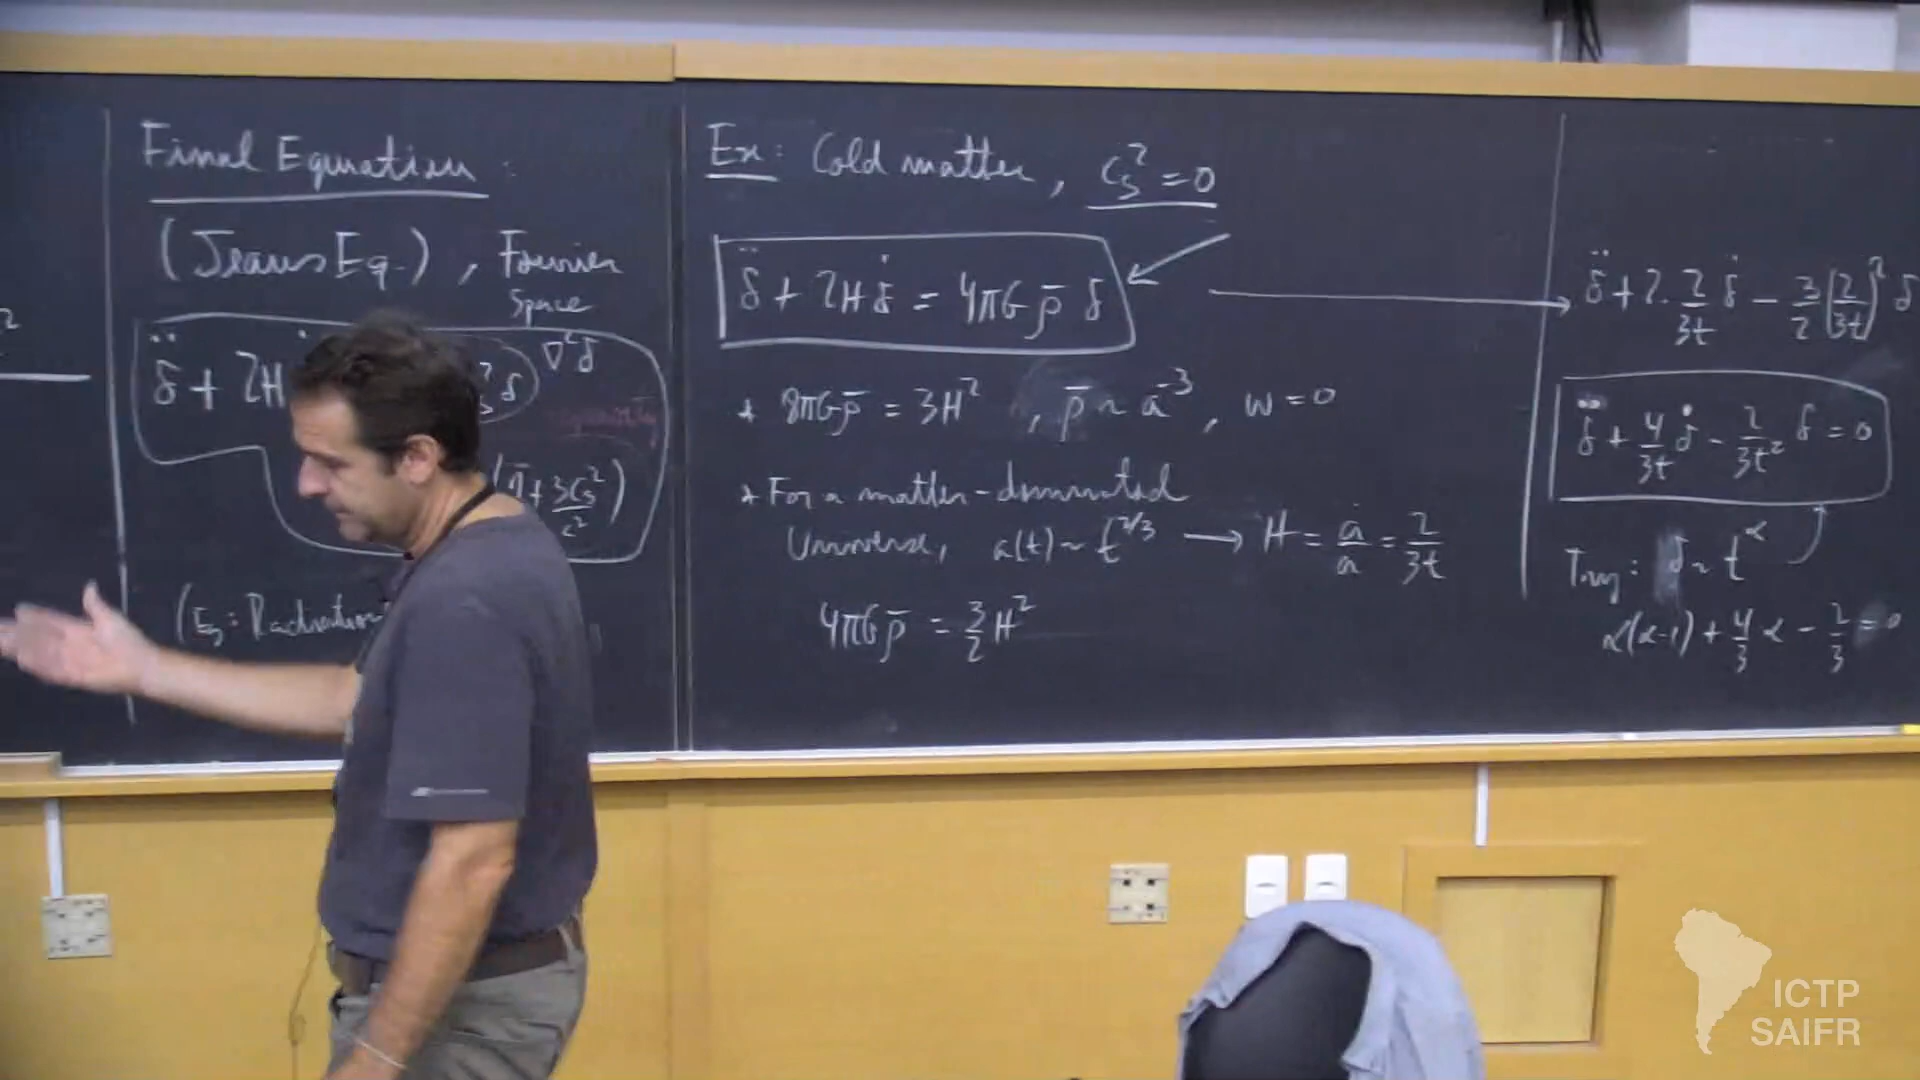 Final Equation :
(Jeans Eq.) , Fourier
Space
δ̈ + 2H
∇²δ
+ 3c_s²/c²)
(Eg: Radiation
Ex: Cold matter, c_s² = 0
δ̈ + 2Hδ̇ = 4πGρ̄ δ
* 8πGρ̄ = 3H² , ρ̄ ~ a⁻³ , w = 0
* For a matter-dominated
Universe, a(t) ~ t^{2/3} → H = ȧ/a = 2/3t
4πGρ̄ = 3/2 H²
δ̈ + 2 · 2/3t δ̇ − 3/2 (2/3t)² δ
δ̈ + 4/3t δ̇ − 2/3t² δ = 0
Try: δ ~ t^α
α(α-1) + 4/3 α − 2/3 = 0
ICTP
SAIFR